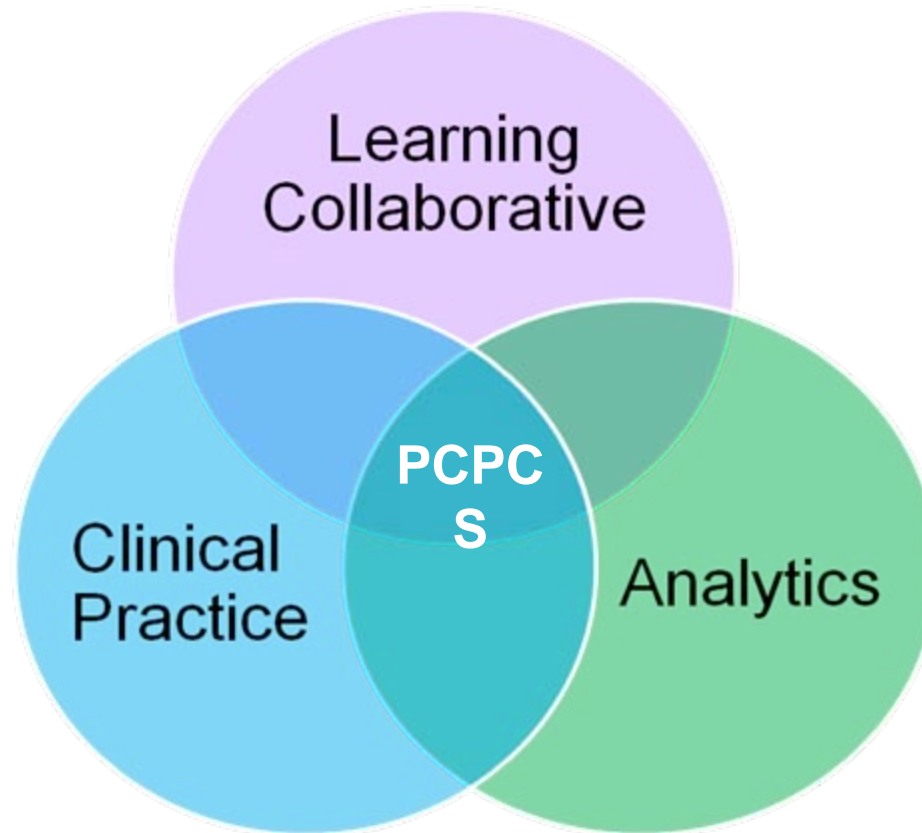 Learning
Collaborative
PCPC
S
Clinical
Practice
Analytics